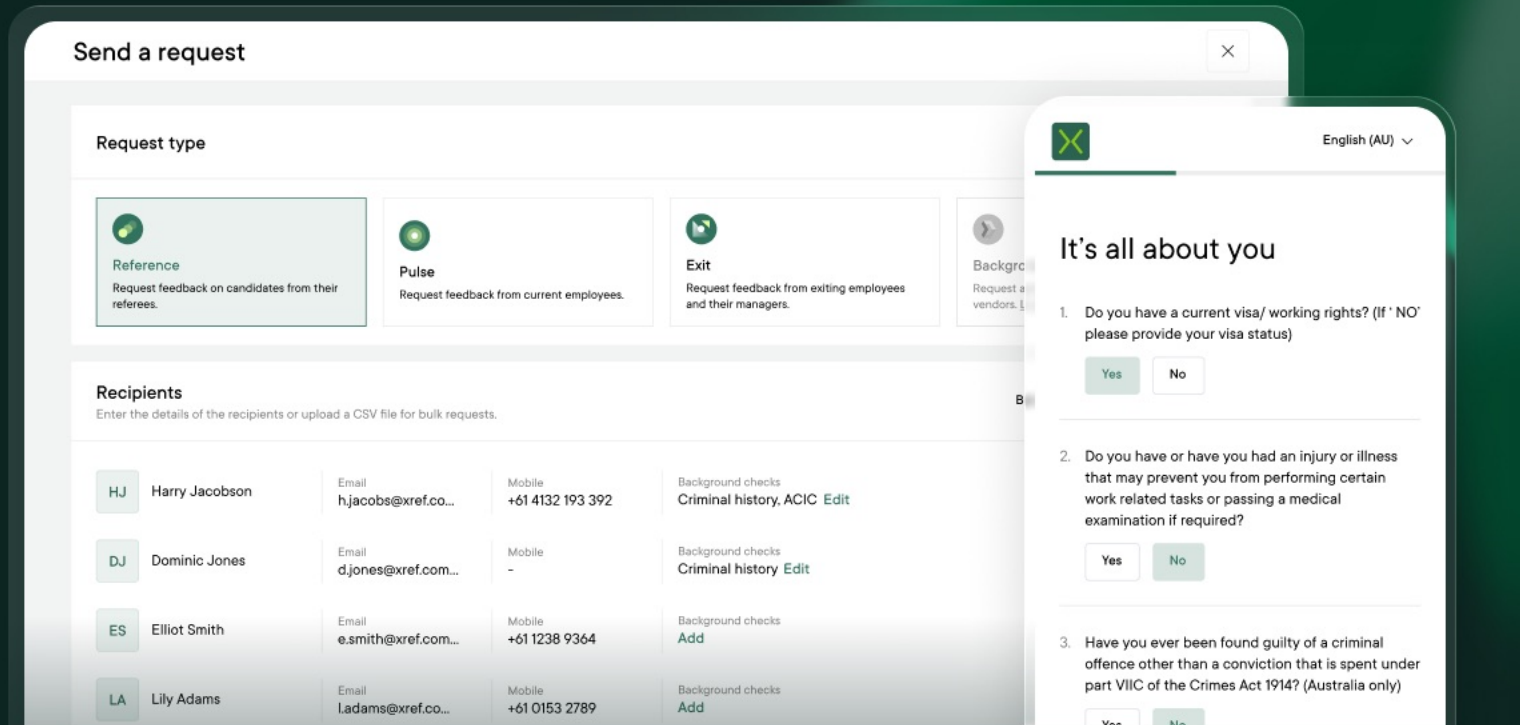 Send a request
Request type
Reference
Request feedback on candidates from their
referees.
Pulse
Request feedback from current employees.
Exit
Request feedback from exiting employees
and their managers.
Request
vendors.
Recipients
Enter the details of the recipients or upload a CSV file for bulk requests.
HJ
Harry Jacobson
Email
h.jacobs@xref.co...
Mobile
+61 4132 193 392
Background checks
Criminal history, ACIC Edit
DJ
Dominic Jones
Email
d.jones@xref.com...
Mobile
-
Background checks
Criminal history Edit
ES
Elliot Smith
Email
e.smith@xref.com...
Mobile
+61 1238 9364
Background checks
Add
LA
Lily Adams
Email
l.adams@xref.co...
Mobile
+61 0153 2789
Background checks
Add
English (AU)
It's all about you
1. Do you have a current visa/ working rights? (If ' NO'
please provide your visa status)
Yes
No
2. Do you have or have you had an injury or illness
that may prevent you from performing certain
work related tasks or passing a medical
examination if required?
Yes
No
3. Have you ever been found guilty of a criminal
offence other than a conviction that is spent under
part VIIC of the Crimes Act 1914? (Australia only)
Yes
No